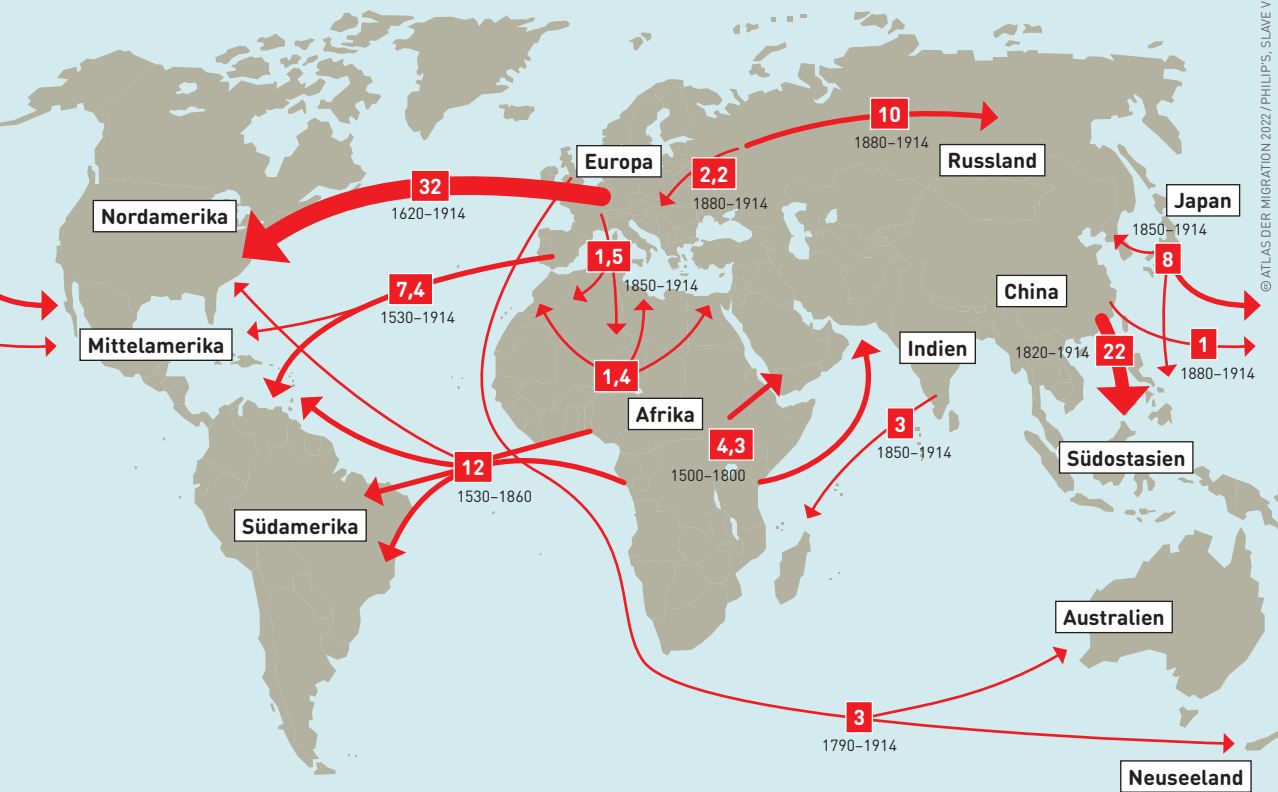 © ATLAS DER MIGRATION 2022 / PHILIP'S, SLAVE V
10
1880–1914
Europa
Russland
2,2
1880–1914
32
1620–1914
Nordamerika
Japan
1850–1914
8
1,5
1850–1914
7,4
1530–1914
China
Mittelamerika
Indien
1820–1914
22
1
1880–1914
1,4
Afrika
3
1850–1914
4,3
1500–1800
Südostasien
12
1530–1860
Südamerika
Australien
3
1790–1914
Neuseeland